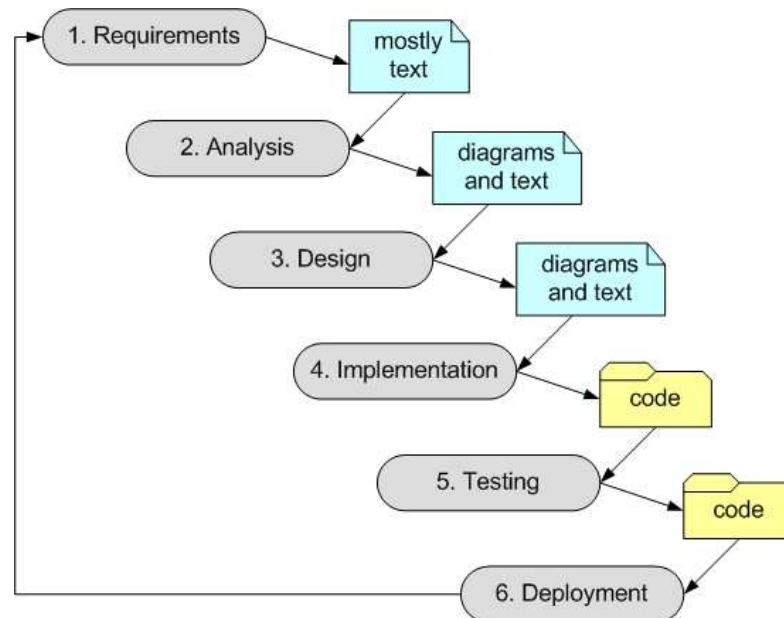 1. Requirements
mostly
text
2. Analysis
diagrams
and text
3. Design
diagrams
and text
4. Implementation
code
5. Testing
code
6. Deployment